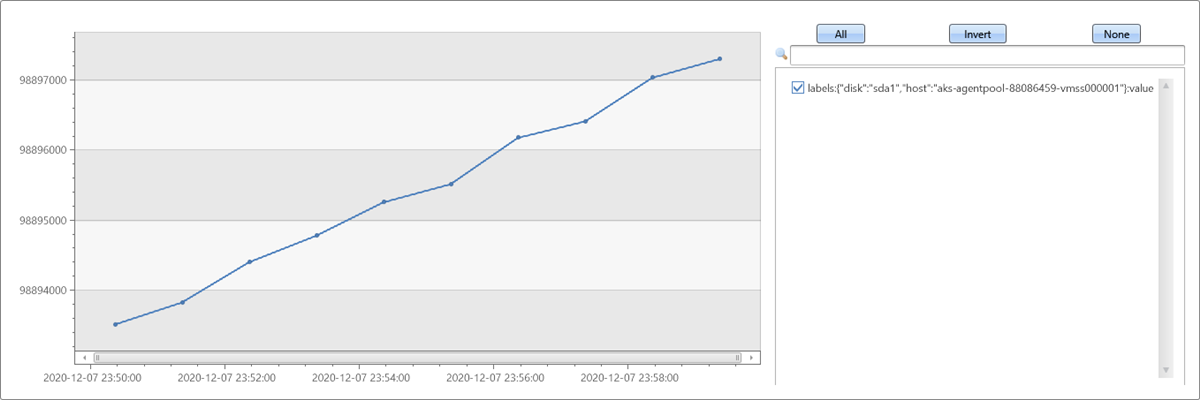 All
Invert
None
98897000
98896000
98895000
98894000
labels:{"disk":"sda1","host":"aks-agentpool-88086459-vmss000001"}:value
2020-12-07 23:50:00
2020-12-07 23:52:00
2020-12-07 23:54:00
2020-12-07 23:56:00
2020-12-07 23:58:00